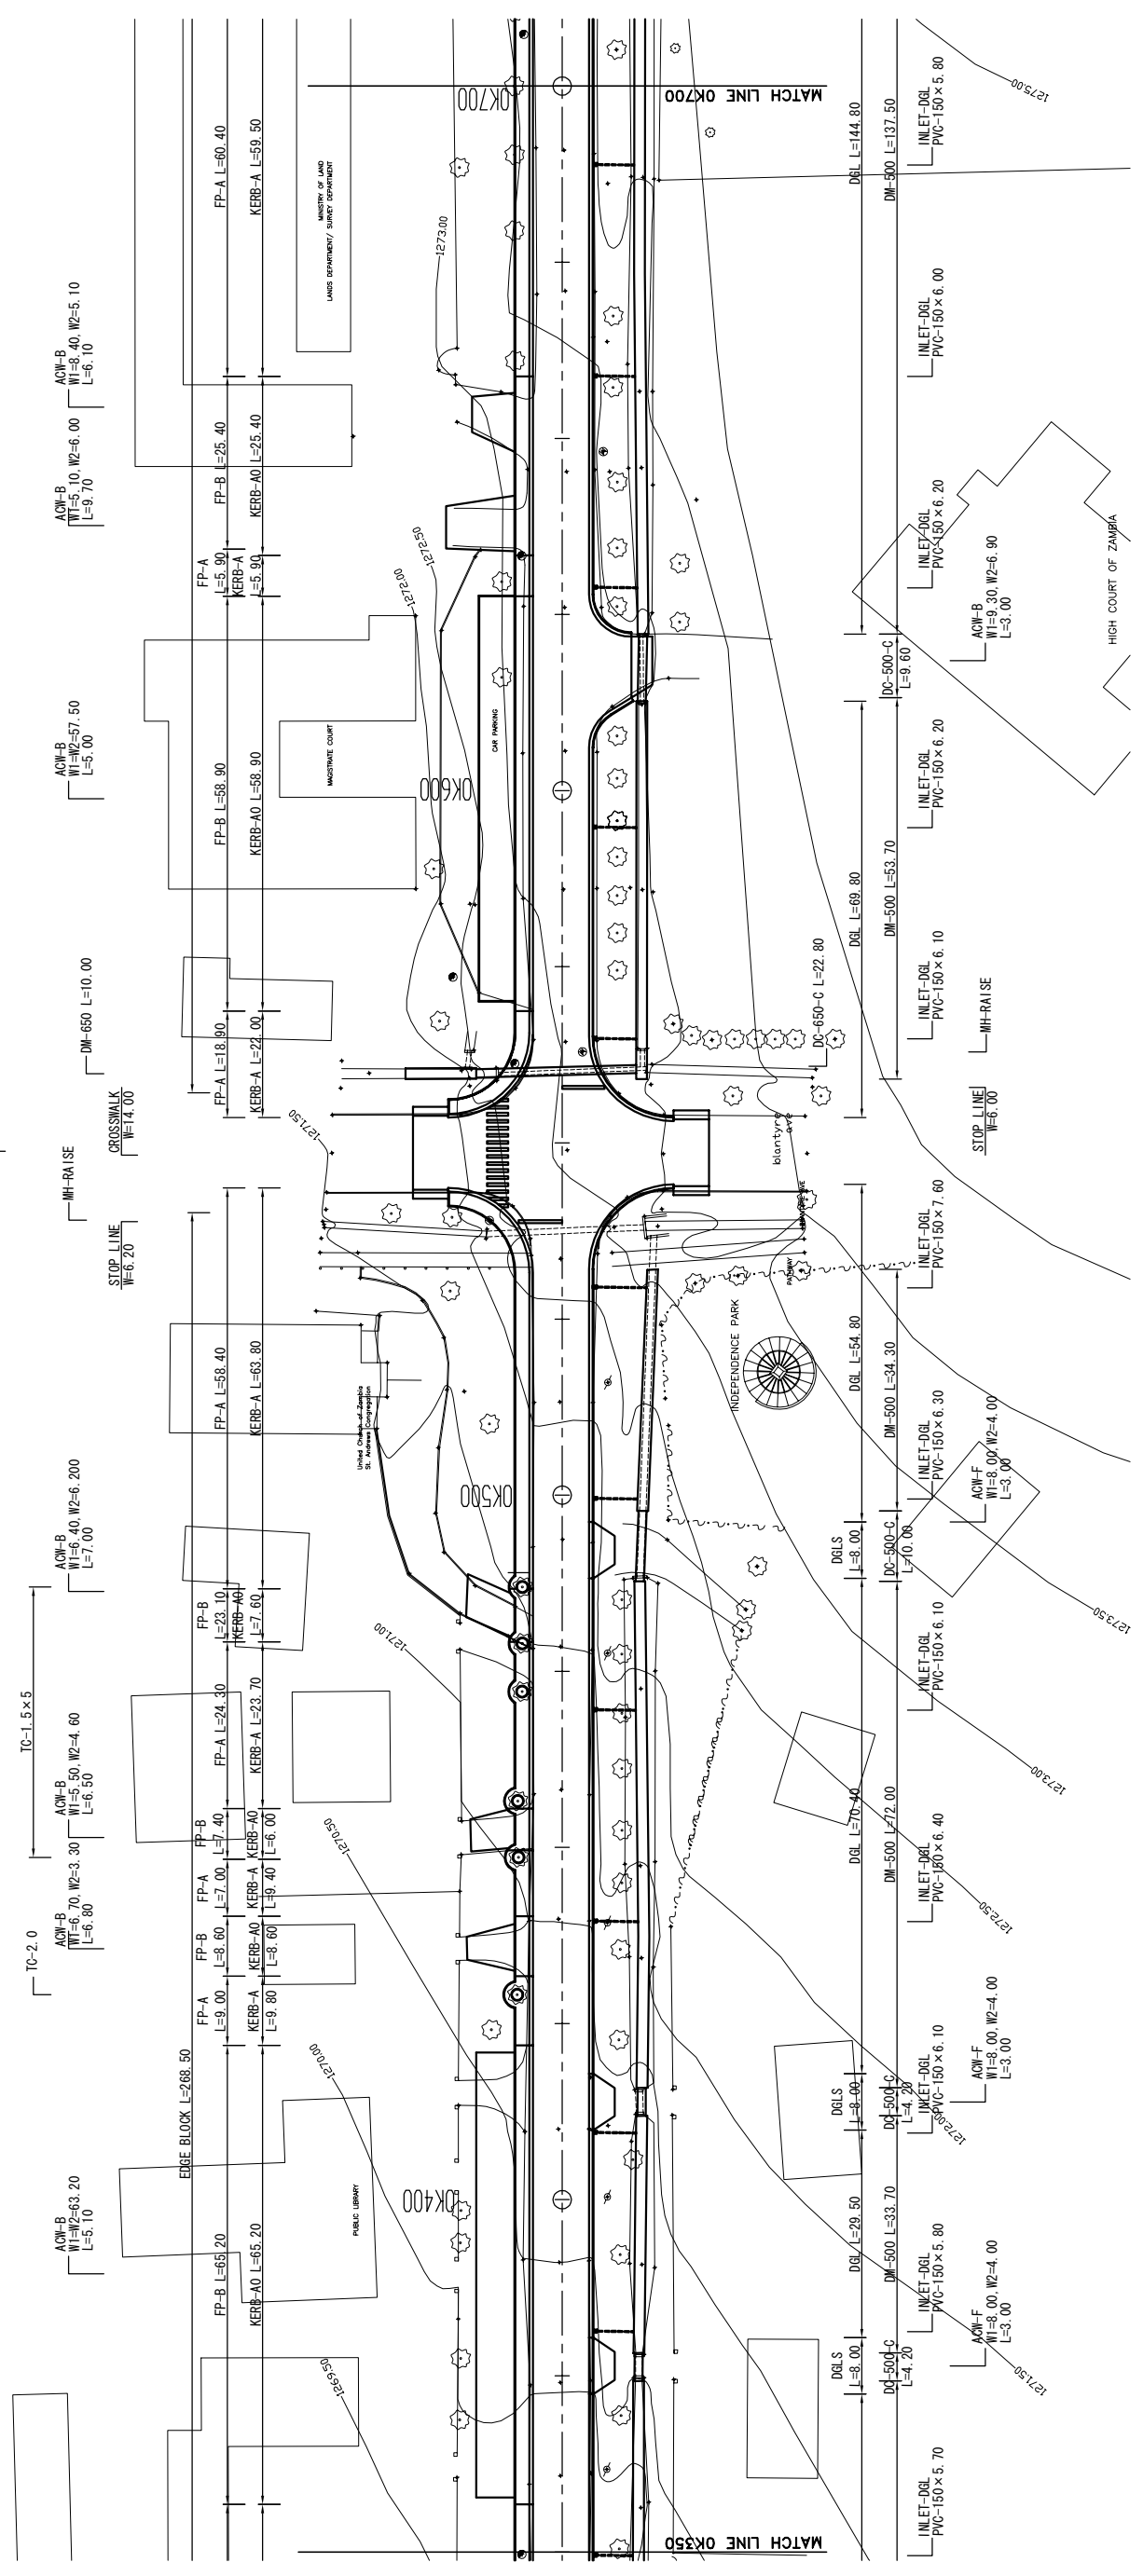 MATCH LINE 0K700
0K700
INLET-DGL
PVC-150×5.80
1275.00
DGL L=144.80
DM-500 L=137.50
FP-A L=60.40
KERB-A L=59.50
MINISTRY OF LAND
LANDS DEPARTMENT/ SURVEY DEPARTMENT
1273.00
ACW-B
W1=8.40, W2=5.10
L=6.10
INLET-DGL
PVC-150×6.00
ACW-B
W1=5.10, W2=6.00
L=9.70
FP-B L=25.40
KERB-A0 L=25.40
1272.50
1272.00
FP-A
L=5.90
KERB-A
L=5.90
INLET-DGL
PVC-150×6.20
ACW-B
W1=9.30, W2=6.90
L=3.00
HIGH COURT OF ZAMBIA
DC-500-C
L=9.60
ACW-B
W1=W2=57.50
L=5.00
FP-B L=58.90
KERB-A0 L=58.90
MAGISTRATE COURT
CAR PARKING
0K600
INLET-DGL
PVC-150×6.20
DGL L=69.80
DM-500 L=53.70
INLET-DGL
PVC-150×6.10
DM-650 L=10.00
DC-650-C L=22.80
MH-RAISE
FP-A L=18.90
KERB-A L=22.00
CROSSWALK
W=14.00
STOP LINE
W=6.00
1271.50
blantyre
ave
MH-RAISE
STOP LINE
W=6.20
INLET-DGL
PVC-150×7.60
PATHWAY
INDEPENDENCE PARK
FP-A L=58.40
KERB-A L=63.80
United Church of Zambia
St. Andrews Congregation
DGL L=54.80
DM-500 L=34.30
INLET-DGL
PVC-150×6.30
ACW-F
W1=8.00, W2=4.00
L=3.00
0K500
ACW-B
W1=6.40, W2=6.200
L=7.00
DGLS
L=8.00
DC-500-C
L=10.00
FP-B
L=23.10
KERB-A0
L=7.60
1271.00
INLET-DGL
PVC-150×6.10
1273.50
TC-1.5×5
FP-A L=24.30
KERB-A L=23.70
1273.00
ACW-B
W1=5.50, W2=4.60
L=6.50
FP-B
L=7.40
KERB-A0
L=6.00
1270.50
DGL L=70.40
DM-500 L=72.00
INLET-DGL
PVC-150×6.40
1272.50
FP-A
L=7.00
KERB-A
L=9.40
ACW-B
W1=6.70, W2=3.30
L=6.80
TC-2.0
FP-B
L=8.60
KERB-A0
L=8.60
FP-A
L=9.00
KERB-A
L=9.80
1270.00
ACW-F
W1=8.00, W2=4.00
L=3.00
DGLS
L=8.00
DC-500-C
L=4.20
INLET-DGL
PVC-150×6.10
1272.00
EDGE BLOCK L=268.50
ACW-B
W1=W2=63.20
L=5.10
FP-B L=65.20
KERB-A0 L=65.20
PUBLIC LIBRARY
0K400
DGL L=29.50
DM-500 L=33.70
INLET-DGL
PVC-150×5.80
ACW-F
W1=8.00, W2=4.00
L=3.00
1271.50
1269.50
DGLS
L=8.00
DC-500-C
L=4.20
INLET-DGL
PVC-150×5.70
MATCH LINE 0K350